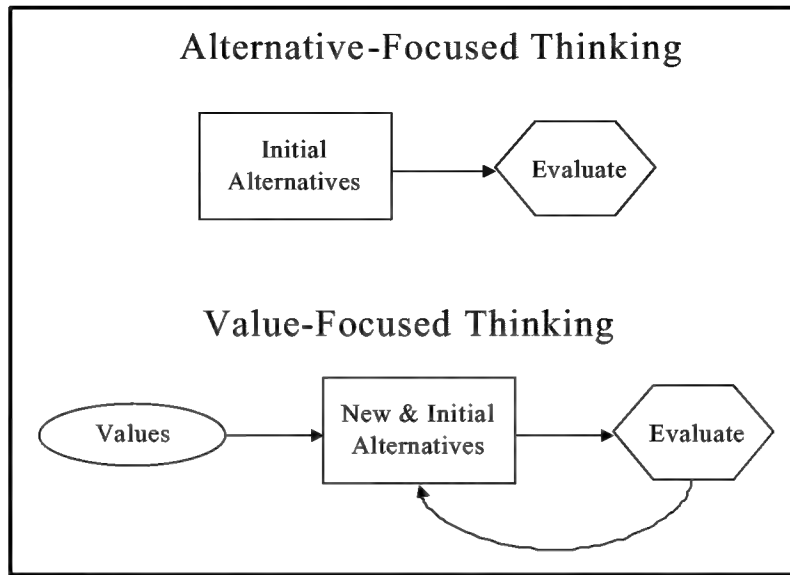 Alternative-Focused Thinking
Initial
Alternatives
Evaluate
Value-Focused Thinking
Values
New & Initial
Alternatives
Evaluate